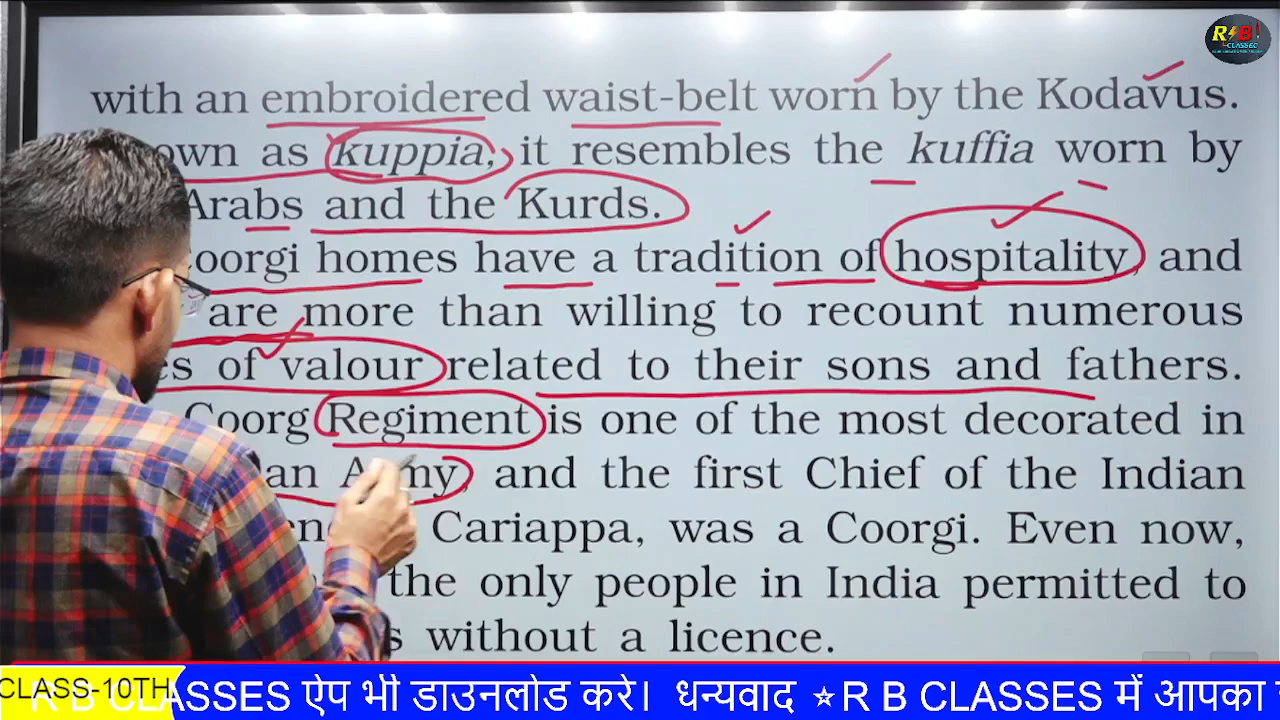 R B!
CLASSES
with an embroidered waist-belt worn by the Kodavus.
own as kuppia, it resembles the kuffia worn by
Arabs and the Kurds.
oorgi homes have a tradition of hospitality, and
are more than willing to recount numerous
es of valour related to their sons and fathers.
Coorg Regiment is one of the most decorated in
an Army, and the first Chief of the Indian
Cariappa, was a Coorgi. Even now,
the only people in India permitted to
s without a licence.
CLASS-10TH R B CLASSES ऐप भी डाउनलोड करे। धन्यवाद ☆ R B CLASSES में आपका